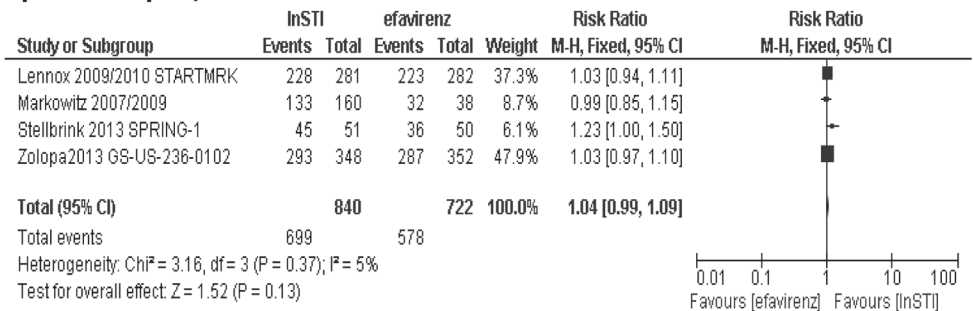 InSTI efavirenz Risk Ratio Risk Ratio
Study or Subgroup Events Total Events Total Weight M-H, Fixed, 95% CI M-H, Fixed, 95% CI
Lennox 2009/2010 STARTMRK 228 281 223 282 37.3% 1.03 [0.94, 1.11]
Markowitz 2007/2009 133 160 32 38 8.7% 0.99 [0.85, 1.15]
Stellbrink 2013 SPRING-1 45 51 36 50 6.1% 1.23 [1.00, 1.50]
Zolopa2013 GS-US-236-0102 293 348 287 352 47.9% 1.03 [0.97, 1.10]
Total (95% CI) 840 722 100.0% 1.04 [0.99, 1.09]
Total events 699 578
Heterogeneity: Chi² = 3.16, df = 3 (P = 0.37); I² = 5%
Test for overall effect: Z = 1.52 (P = 0.13)
0.01 0.1 1 10 100
Favours [efavirenz] Favours [InSTI]